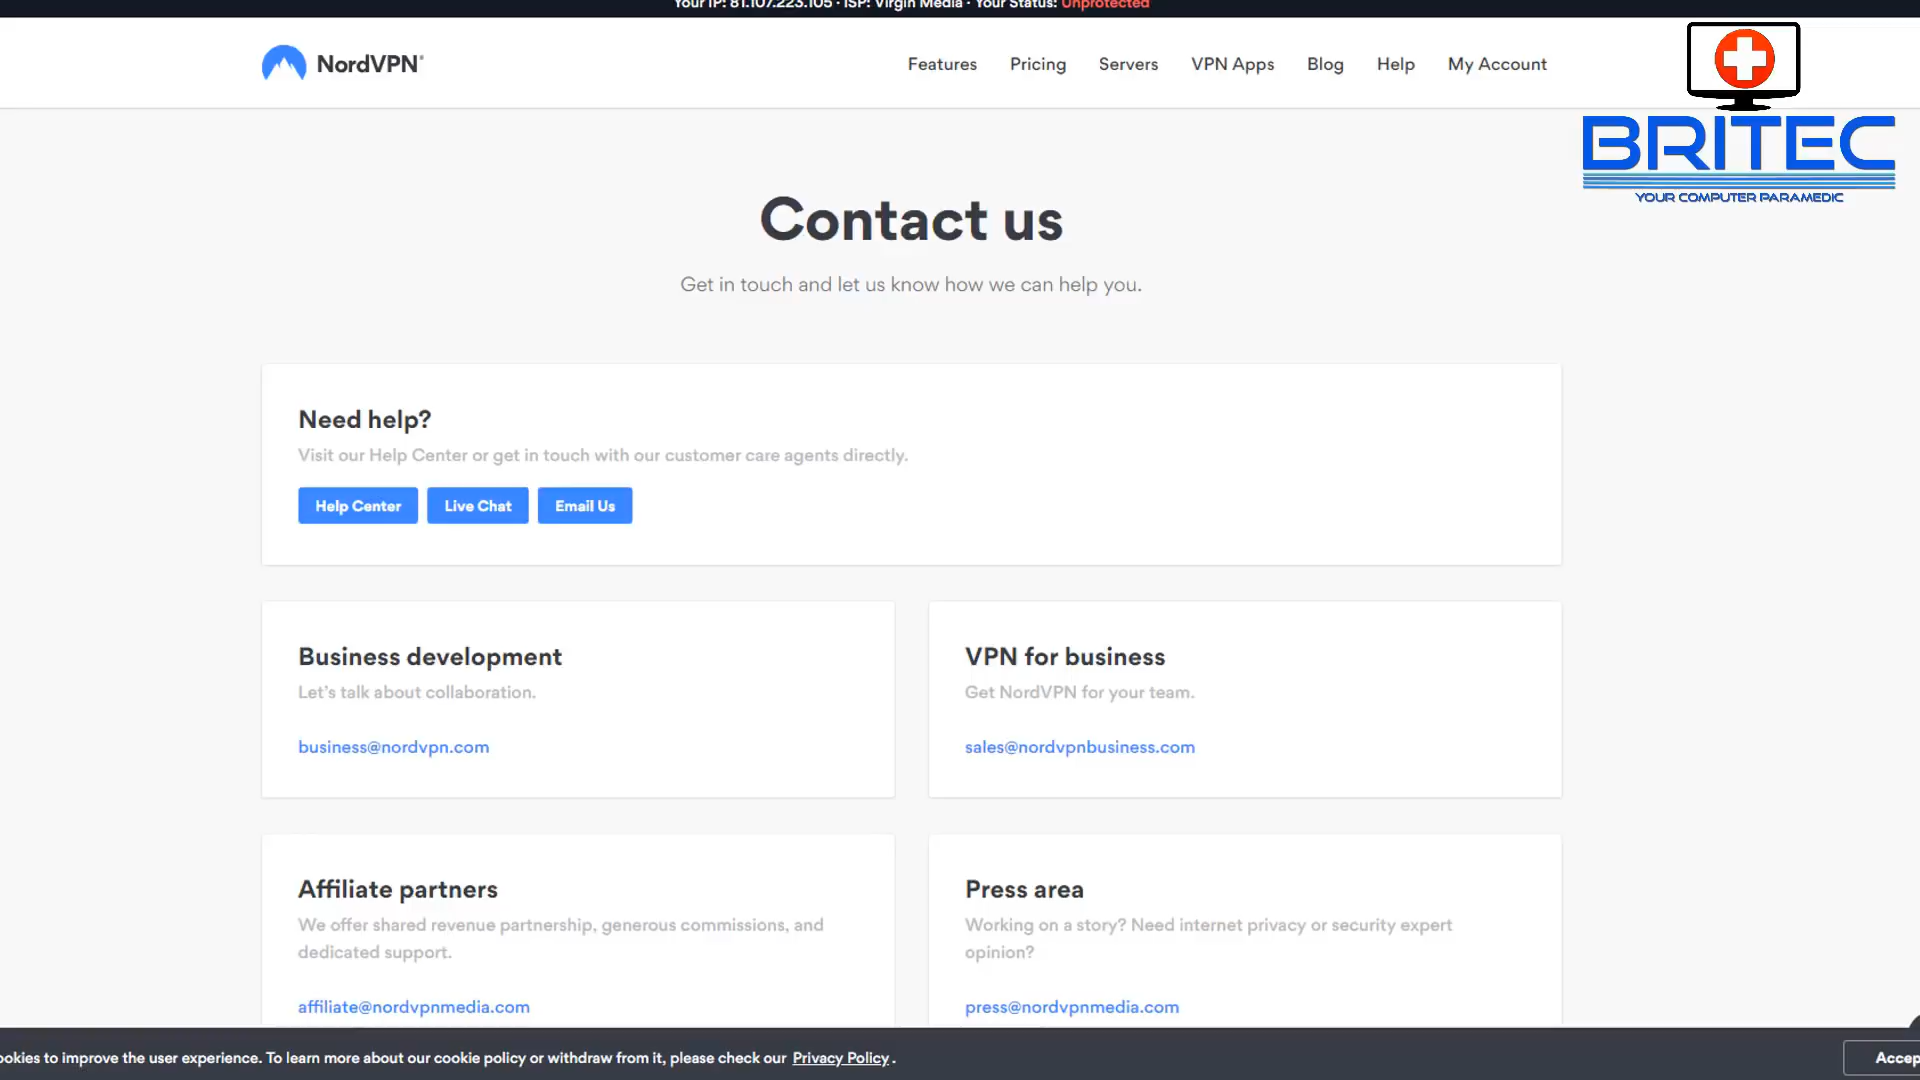 Your IP: 81.107.223.105 · ISP: Virgin Media · Your Status: Unprotected
NordVPN®
Features Pricing Servers VPN Apps Blog Help My Account
BRITEC
YOUR COMPUTER PARAMEDIC
Contact us
Get in touch and let us know how we can help you.
Need help?
Visit our Help Center or get in touch with our customer care agents directly.
Help Center Live Chat Email Us
Business development
Let's talk about collaboration.
business@nordvpn.com
VPN for business
Get NordVPN for your team.
sales@nordvpnbusiness.com
Affiliate partners
We offer shared revenue partnership, generous commissions, and
dedicated support.
affiliate@nordvpnmedia.com
Press area
Working on a story? Need internet privacy or security expert
opinion?
press@nordvpnmedia.com
ookies to improve the user experience. To learn more about our cookie policy or withdraw from it, please check our Privacy Policy.
Accep